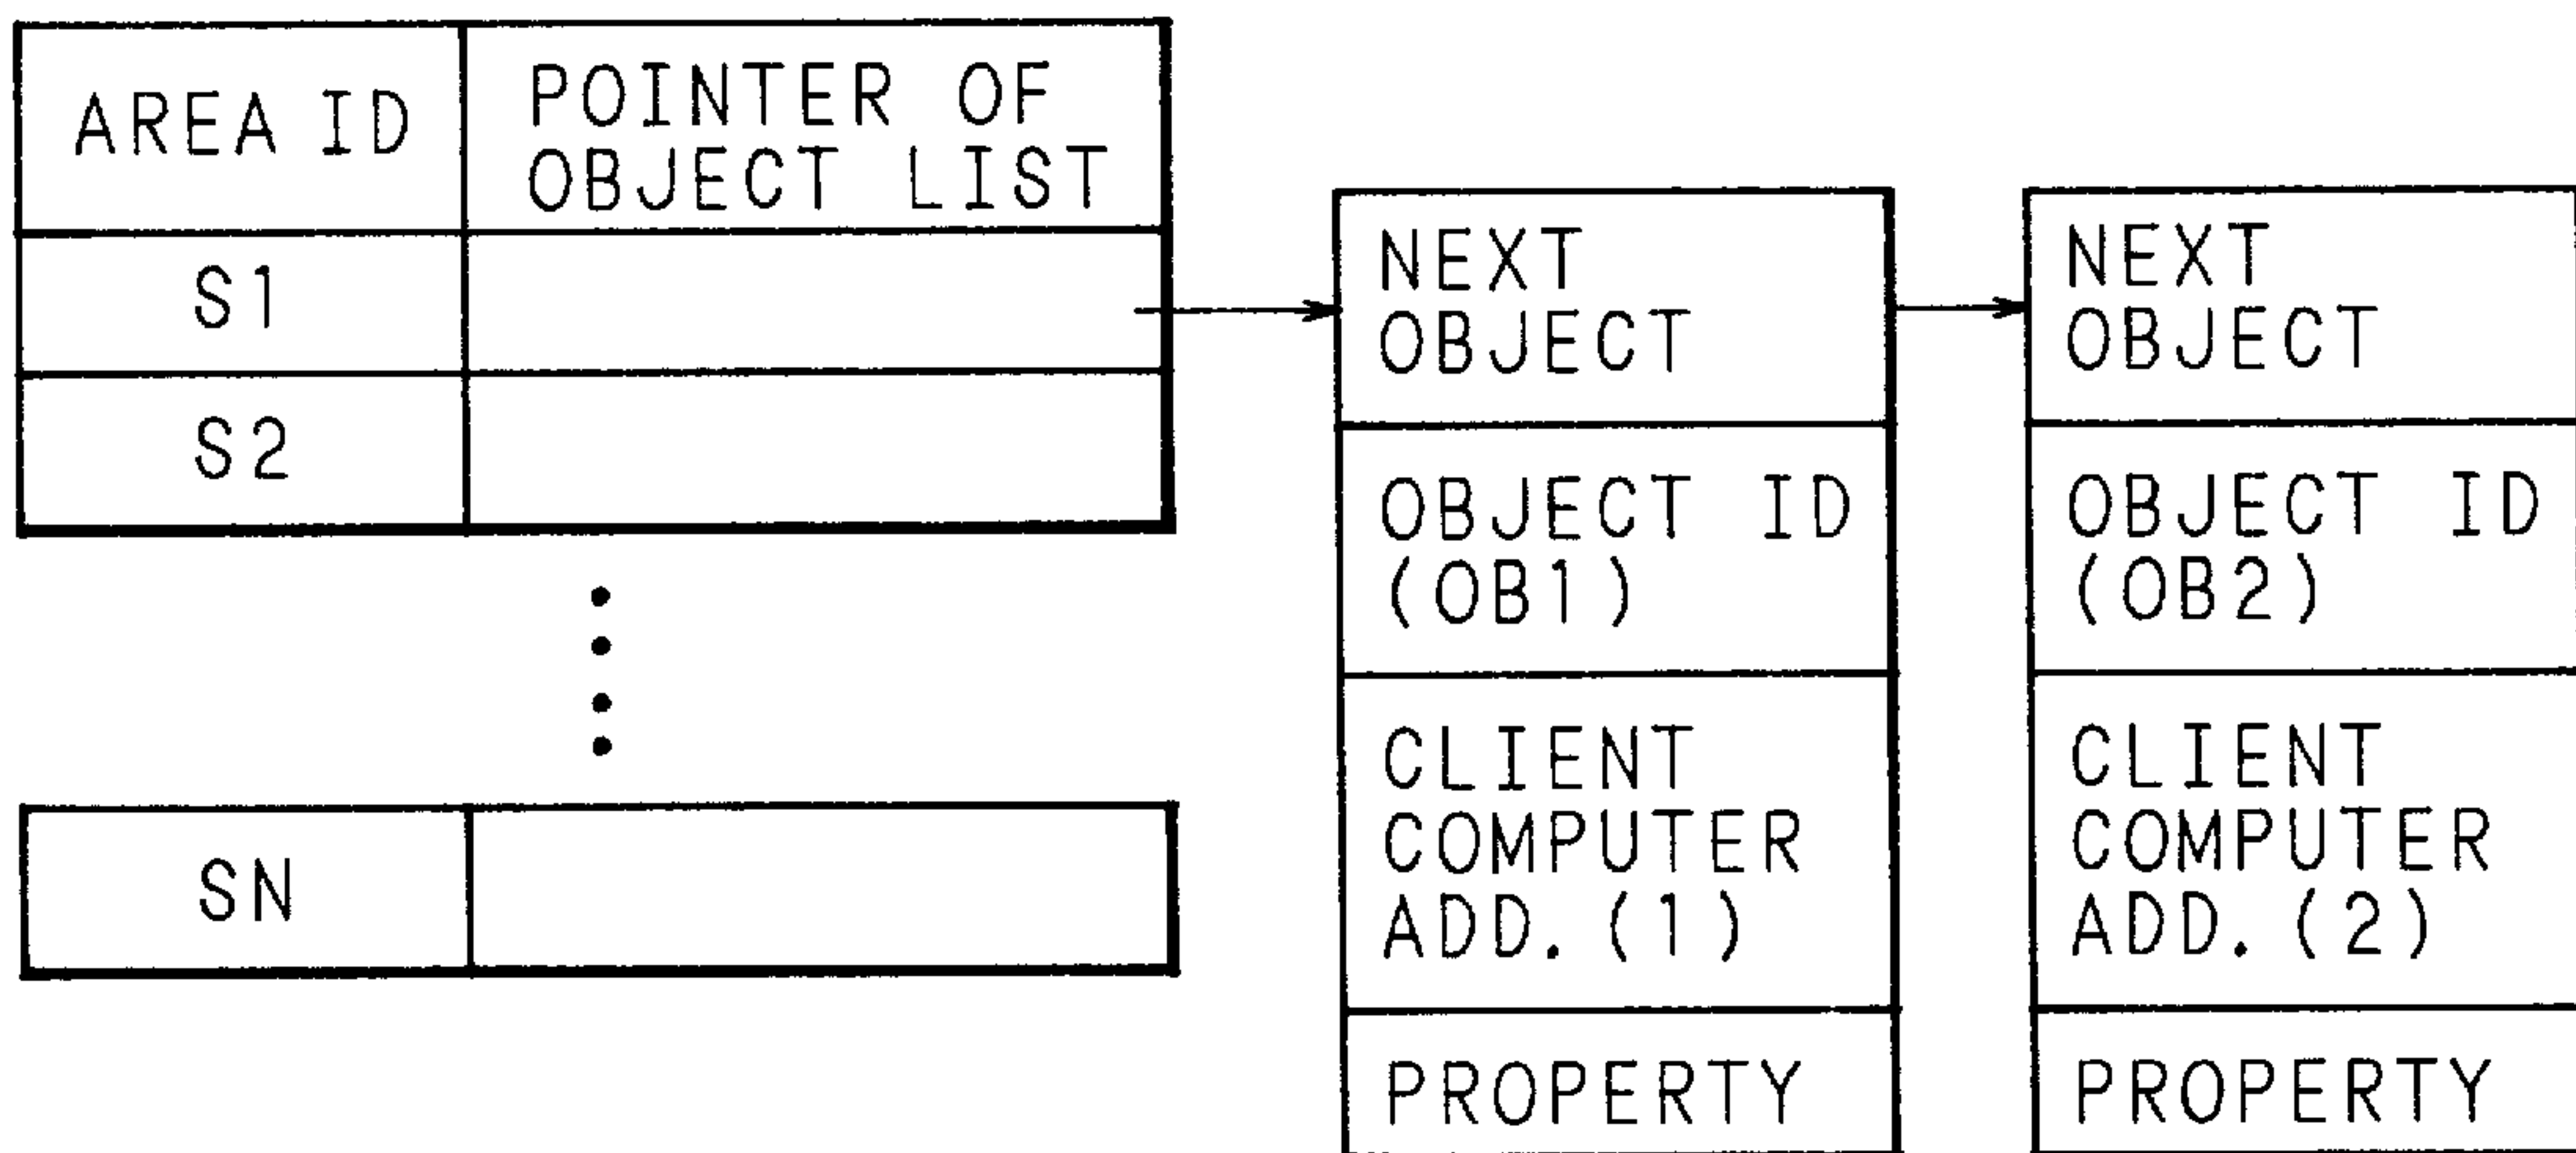 AREA ID
POINTER OF
OBJECT LIST
S1
S2
SN
NEXT
OBJECT
OBJECT ID
(OB1)
CLIENT
COMPUTER
ADD.(1)
PROPERTY
NEXT
OBJECT
OBJECT ID
(OB2)
CLIENT
COMPUTER
ADD.(2)
PROPERTY